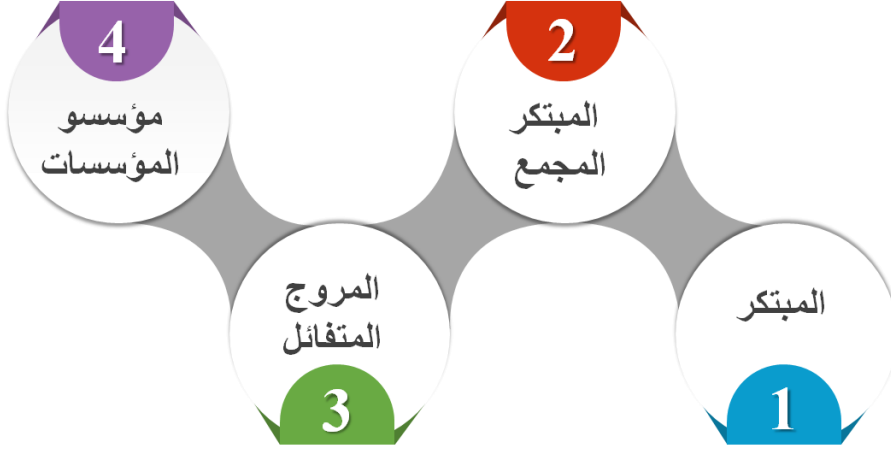 1
المبتكر
2
المبتكر
المجمع
3
المروج
المتفائل
4
مؤسسو
المؤسسات